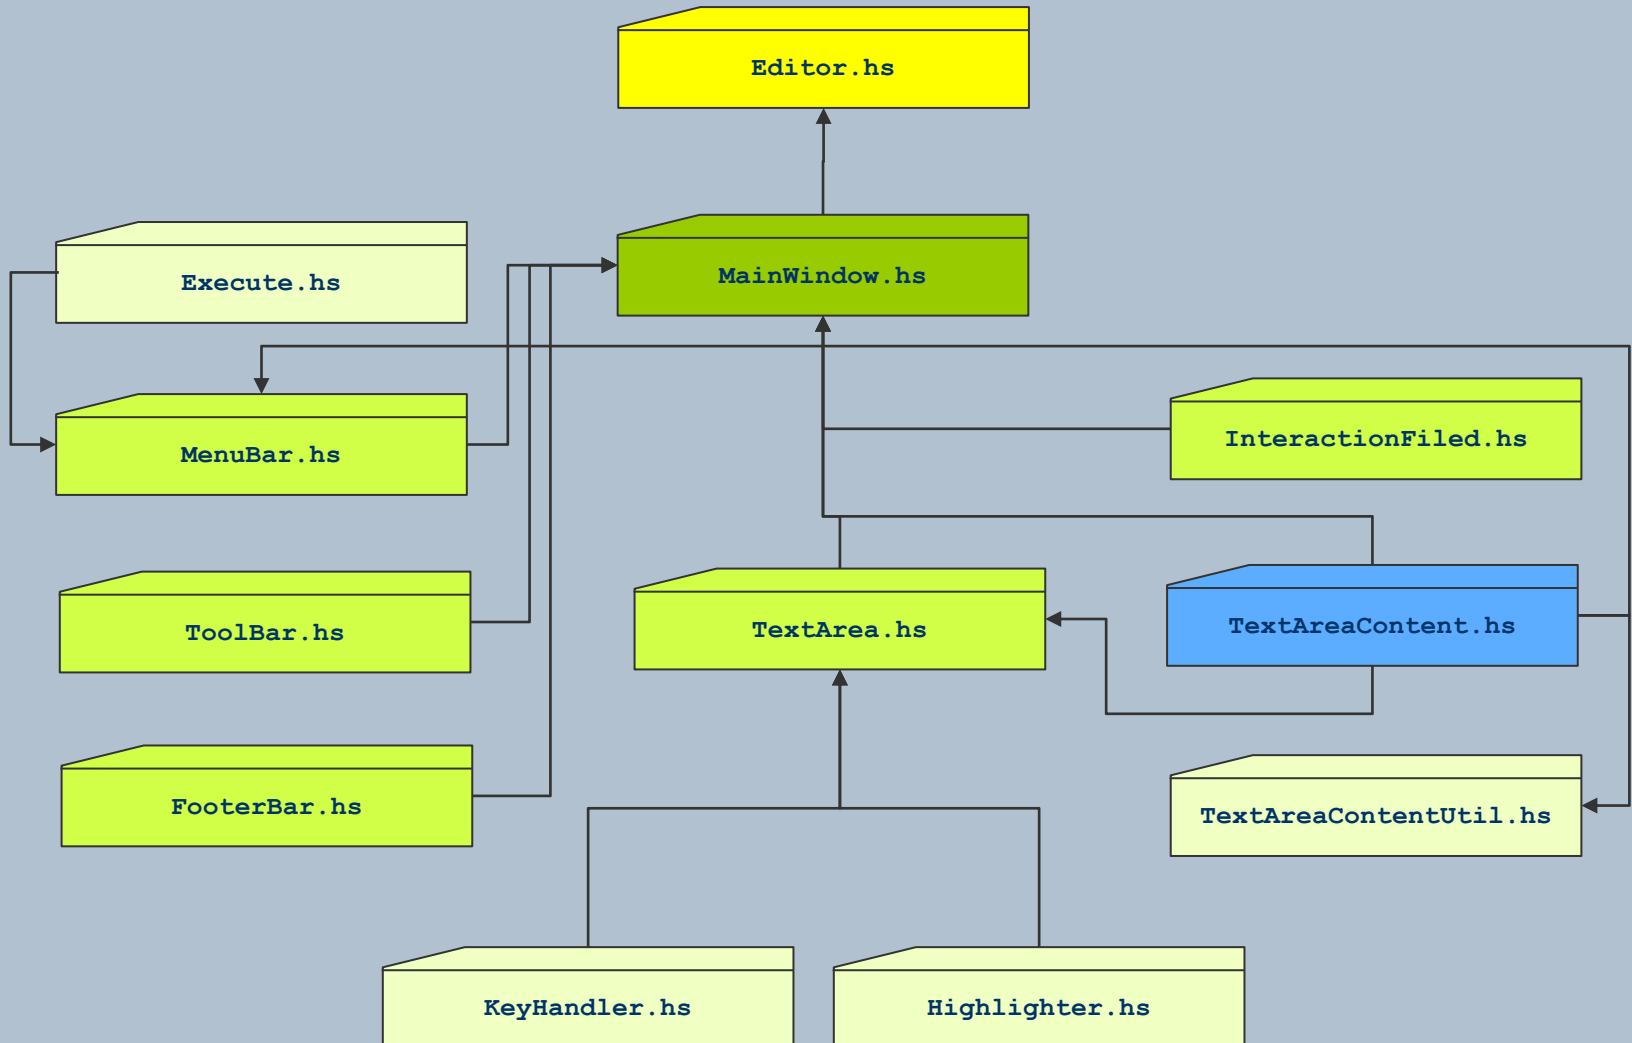 Editor.hs
Execute.hs
MainWindow.hs
MenuBar.hs
InteractionFiled.hs
ToolBar.hs
TextArea.hs
TextAreaContent.hs
FooterBar.hs
TextAreaContentUtil.hs
KeyHandler.hs
Highlighter.hs